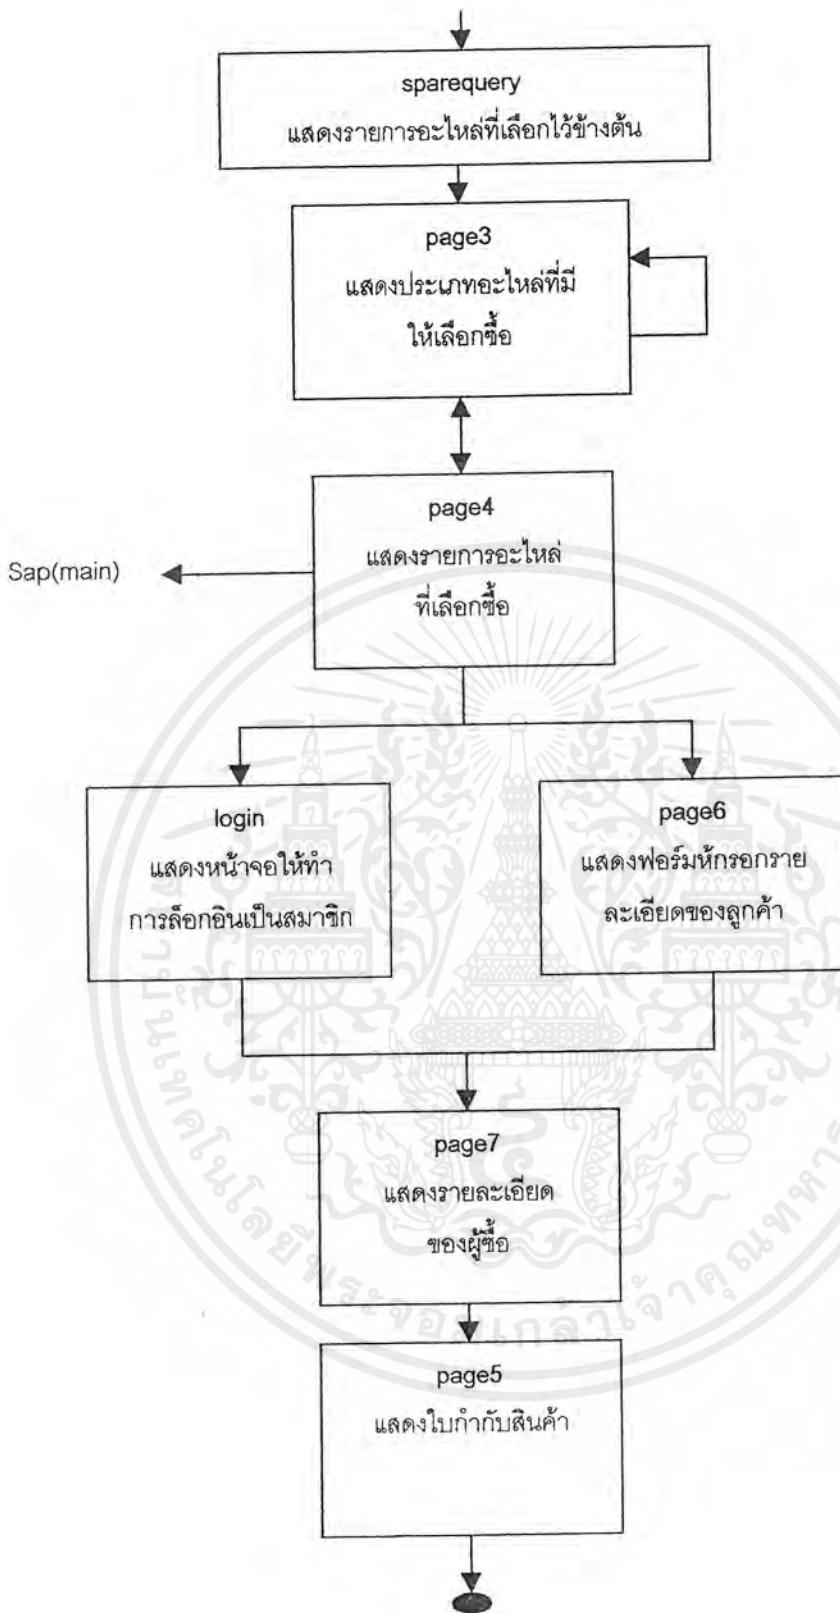 sparequery
แสดงรายการอะไหล่ที่เลือกไว้ข้างต้น
page3
แสดงประเภทอะไหล่ที่มี
ให้เลือกซื้อ
page4
แสดงรายการอะไหล่
ที่เลือกซื้อ
Sap(main)
login
แสดงหน้าจอให้ทำ
การล็อกอินเป็นสมาชิก
page6
แสดงฟอร์มห้กรอกราย
ละเอียดของลูกค้า
page7
แสดงรายละเอียด
ของผู้ซื้อ
page5
แสดงใบกำกับสินค้า